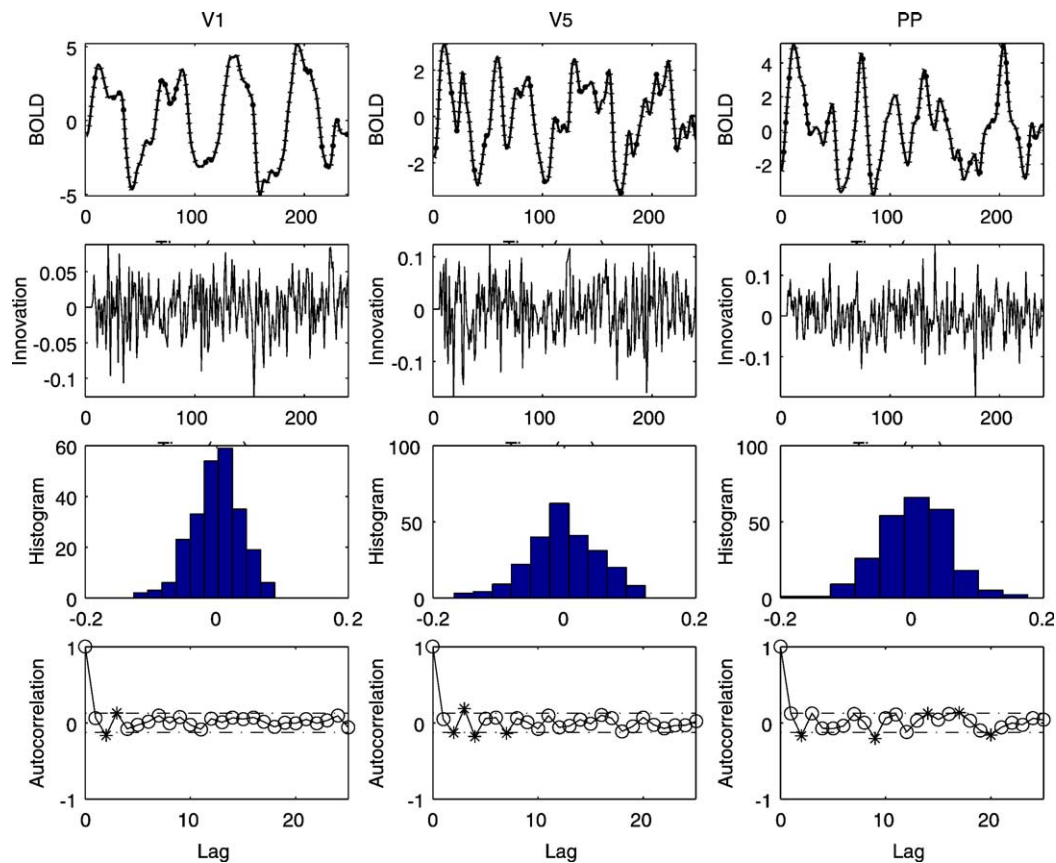 V1 V5 PP
BOLD 5 0 -5 0 100 200
BOLD 2 0 -2 0 100 200
BOLD 4 2 0 -2 0 100 200
Innovation 0.05 0 -0.05 -0.1 0 100 200
Innovation 0.1 0 -0.1 0 100 200
Innovation 0.1 0 -0.1 0 100 200
Histogram 60 40 20 0 -0.2 0 0.2
Histogram 100 50 0 -0.2 0 0.2
Histogram 100 50 0 -0.2 0 0.2
Autocorrelation 1 0 -1 0 10 20
Autocorrelation 1 0 -1 0 10 20
Autocorrelation 1 0 -1 0 10 20
Lag Lag Lag